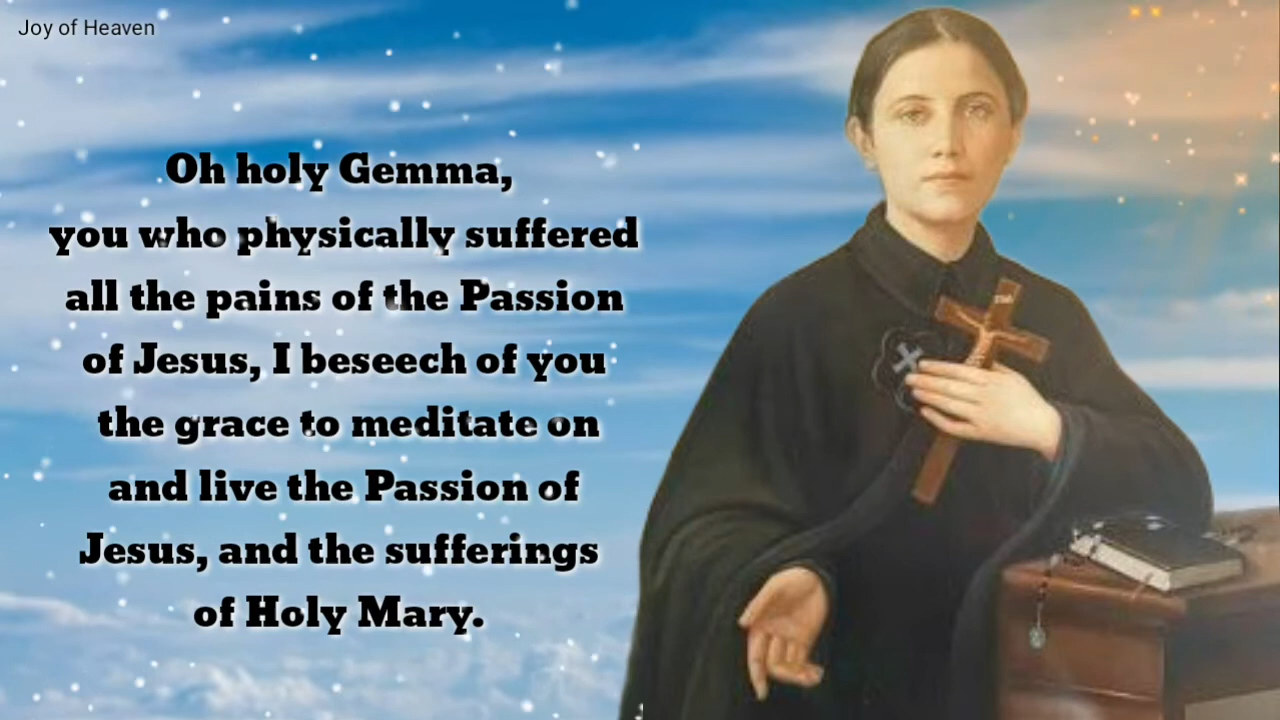 Joy of Heaven
Oh holy Gemma,
you who physically suffered
all the pains of the Passion
of Jesus, I beseech of you
the grace to meditate on
and live the Passion of
Jesus, and the sufferings
of Holy Mary.